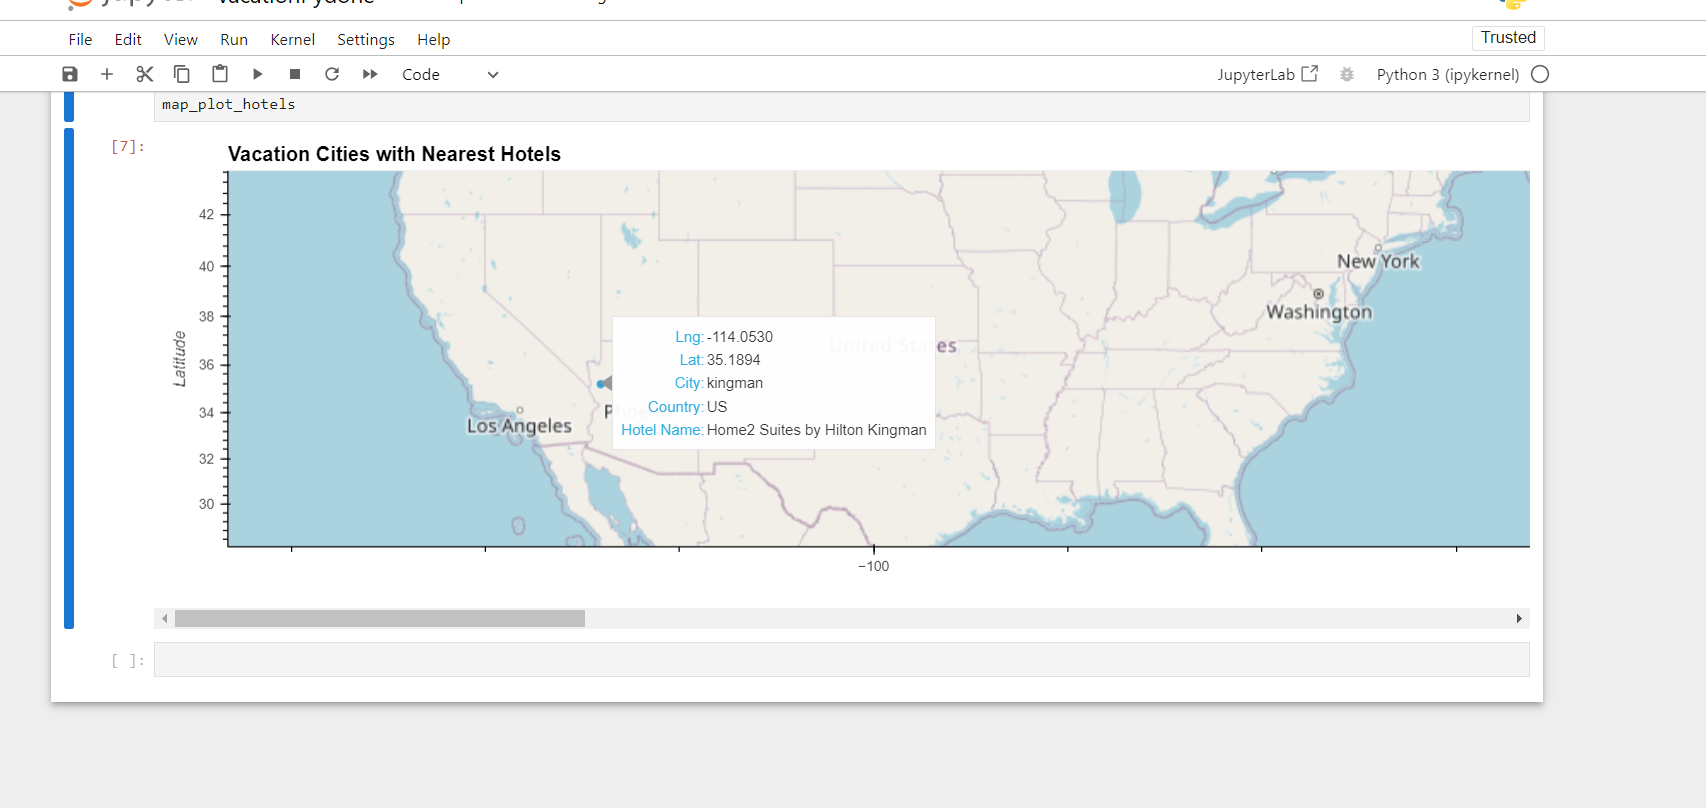 File Edit View Run Kernel Settings Help
Trusted
Code
JupyterLab
Python 3 (ipykernel)
map_plot_hotels
[7]:
Vacation Cities with Nearest Hotels
42
40
38
36
34
32
30
Latitude
New York
Washington
United States
Los Angeles
Lng: -114.0530
Lat: 35.1894
City: kingman
Country: US
Hotel Name: Home2 Suites by Hilton Kingman
−100
[ ]: